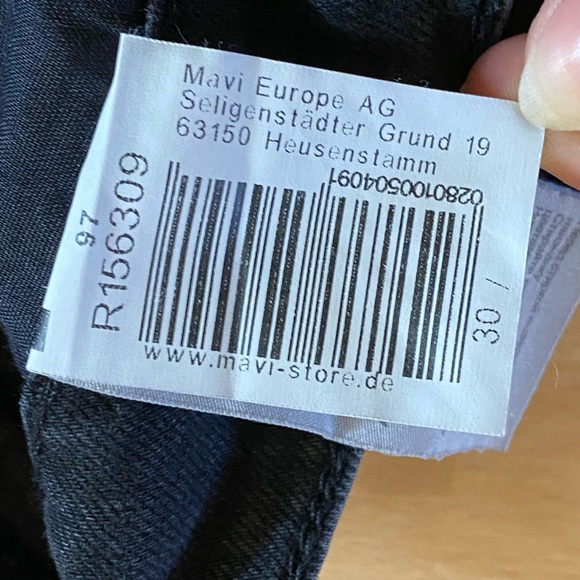 Mavi Europe AG
Seligenstädter Grund 19
63150 Heusenstamm
0280100504091
97
R156309
30 /
www.mavi-store.de